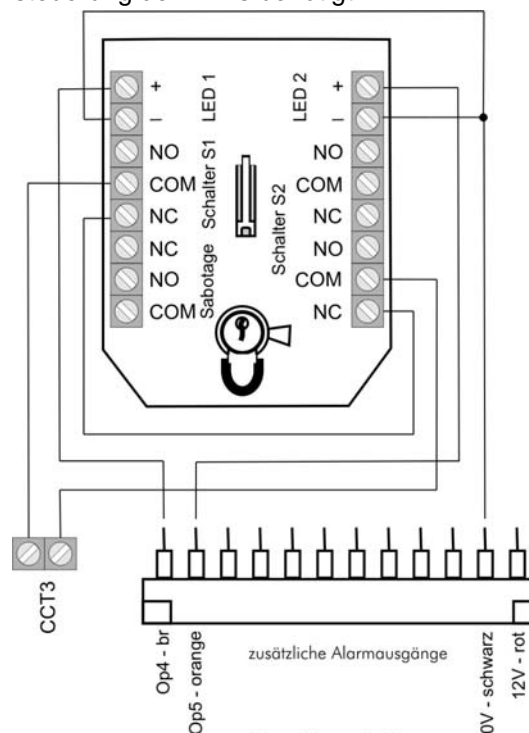 +
–
NO
COM
NC
NC
NO
COM
LED 1
Schalter S1
Sabotage
LED 2
Schalter S2
+
–
NO
COM
NC
NO
COM
NC
CCT3
Op4 - br
Op5 - orange
zusätzliche Alarmausgänge
0V - schwarz
12V - rot